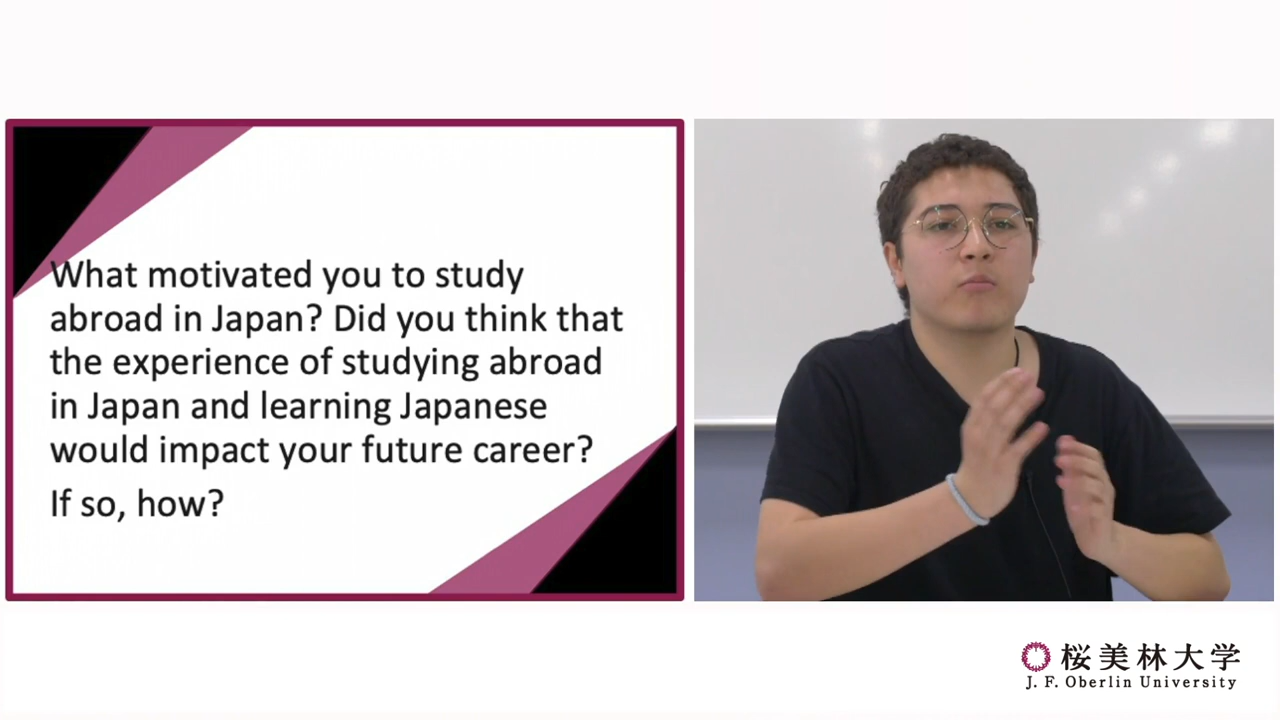 What motivated you to study
abroad in Japan? Did you think that
the experience of studying abroad
in Japan and learning Japanese
would impact your future career?
If so, how?
桜美林大学
J. F. Oberlin University